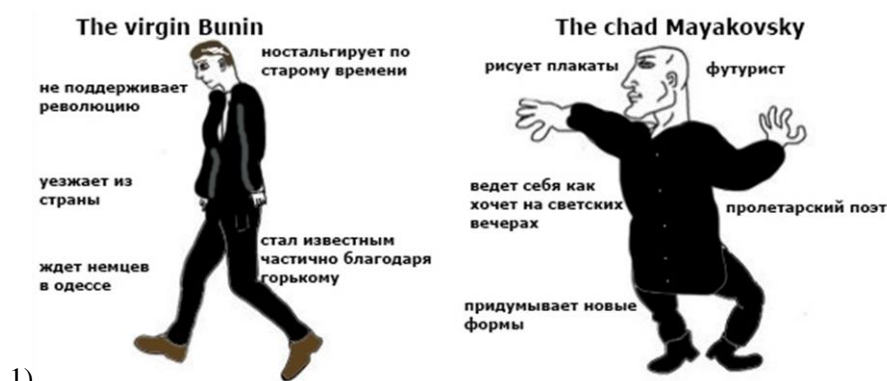 The virgin Bunin
ностальгирует по
старому времени
не поддерживает
революцию
уезжает из
страны
стал известным
частично благодаря
горькому
ждет немцев
в одессе
The chad Mayakovsky
рисует плакаты
футурист
ведет себя как
хочет на светских
вечерах
пролетарский поэт
придумывает новые
формы
1)